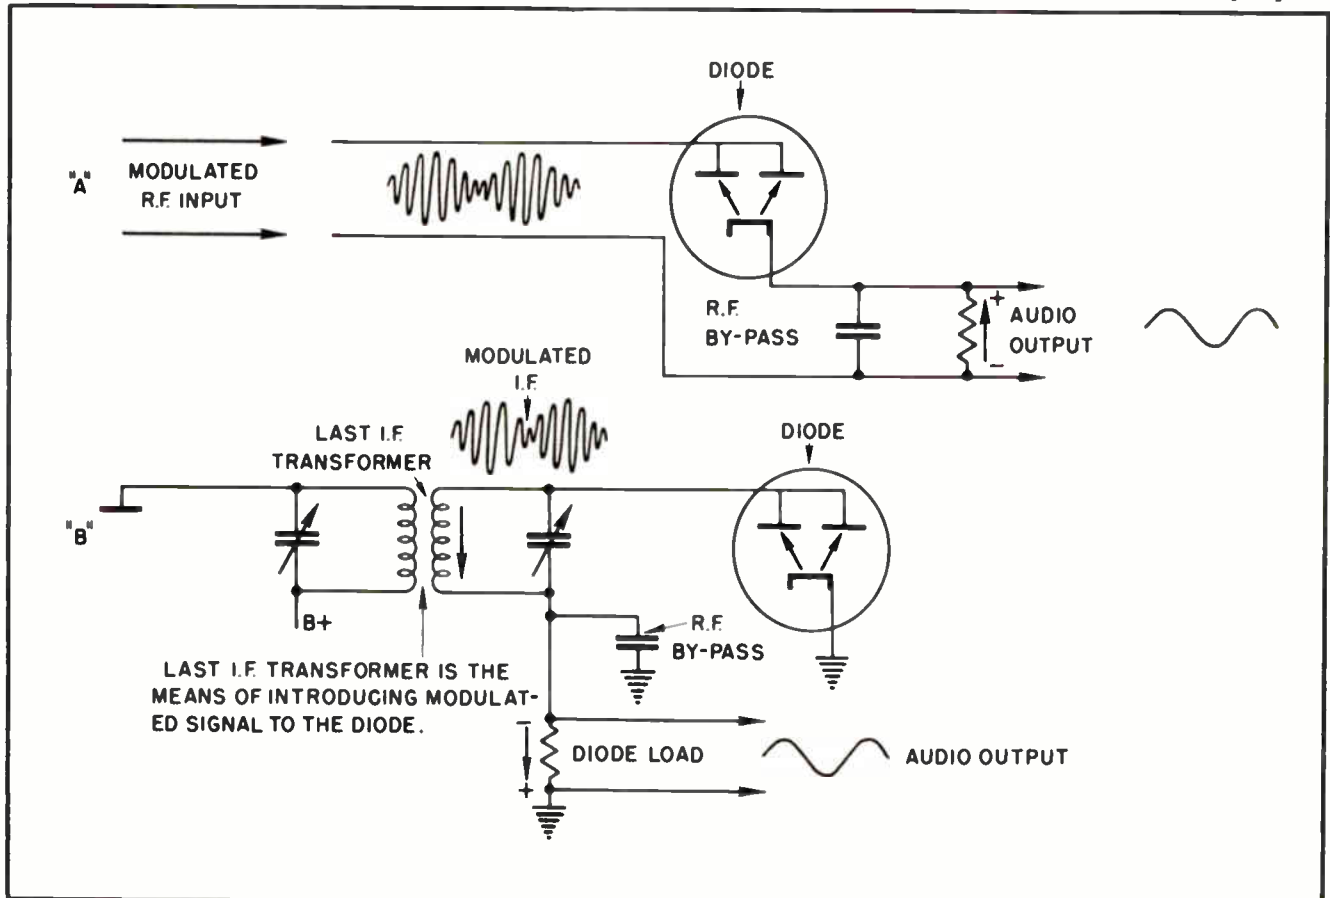 DIODE
"A"
MODULATED
R.F. INPUT
R.F.
BY-PASS
+
AUDIO
OUTPUT
-
MODULATED
I.F.
LAST I.F.
TRANSFORMER
DIODE
"B"
B+
R.F.
BY-PASS
LAST I.F. TRANSFORMER IS THE
MEANS OF INTRODUCING MODULAT-
ED SIGNAL TO THE DIODE.
-
DIODE LOAD
+
AUDIO OUTPUT